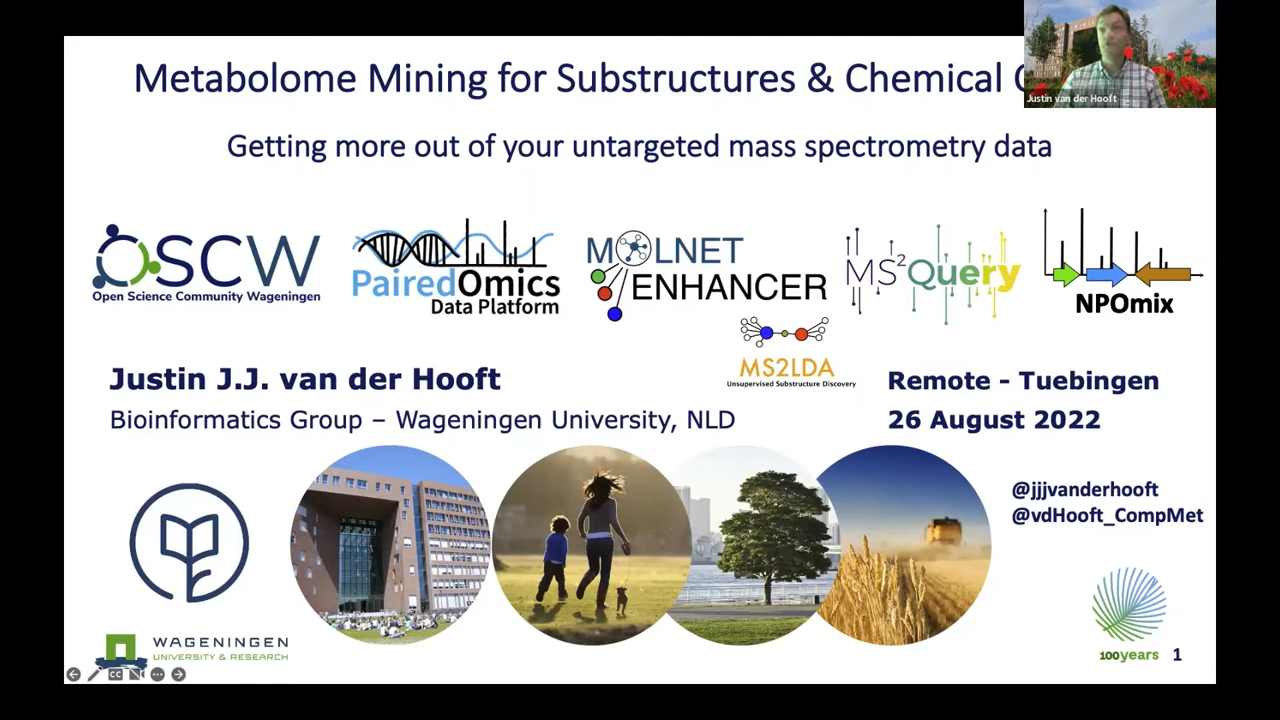 Metabolome Mining for Substructures & Chemical
Justin van der Hooft
Getting more out of your untargeted mass spectrometry data
OSCW
Open Science Community Wageningen
PairedOmics
Data Platform
MOLNET
ENHANCER
MS2Query
NPOmix
MS2LDA
Unsupervised Substructure Discovery
Justin J.J. van der Hooft
Remote - Tuebingen
Bioinformatics Group – Wageningen University, NLD
26 August 2022
@jjjvanderhooft
@vdHooft_CompMet
WAGENINGEN
UNIVERSITY & RESEARCH
100years
1
CC